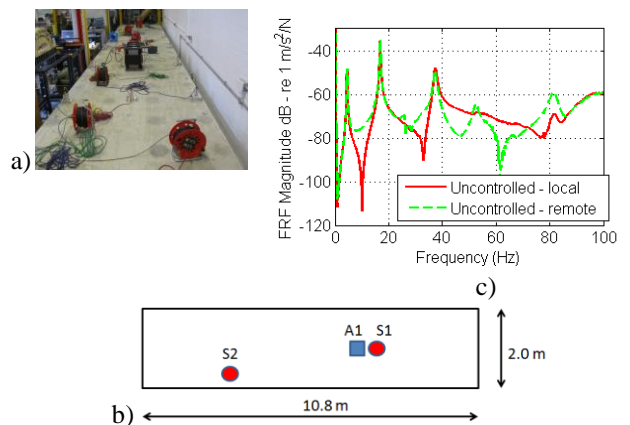 a)
FRF Magnitude dB - re 1 m/s²/N
-40
-60
-80
-100
-120
0
20
40
60
80
100
Uncontrolled - local
Uncontrolled - remote
Frequency (Hz)
c)
A1
S1
S2
2.0 m
b)
10.8 m